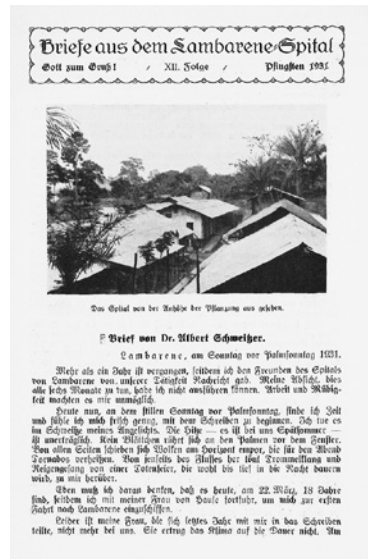 Briefe aus dem Lambarene-Spital
Gott zum Gruß! / XII. Folge / Pfingsten 1931.
Das Spital von der Anhöhe der Pflanzung aus gesehen.
Brief von Dr. Albert Schweitzer.
Lambarene, am Sonntag vor Palmsonntag 1931.
Mehr als ein Jahr ist vergangen, seitdem ich den Freunden des Spitals
von Lambarene von unserer Tätigkeit Nachricht gab. Meine Absicht, dies
alle sechs Monate zu tun, habe ich nicht ausführen können. Arbeit und Müdig-
keit machten es mir unmöglich.
Heute nun, an dem stillen Sonntag vor Palmsonntag, finde ich Zeit
und fühle ich mich frisch genug, mit dem Schreiben zu beginnen. Ich tue es
im Schweiße meines Angesichts. Die Hitze — es ist bei uns Spätsommer —
ist unerträglich. Kein Blättchen rührt sich an den Palmen vor dem Fenster.
Von allen Seiten schieben sich Wolken am Horizont empor, die für den Abend
Tornados verheißen. Von jenseits des Flusses her tönt Trommelklang und
Reigengesang von einer Totenfeier, die wohl bis tief in die Nacht dauern
wird, zu mir herüber.
Eben muß ich daran denken, daß es heute, am 22. März, 18 Jahre
sind, seitdem ich mit meiner Frau von Hause fortfuhr, um mich zur ersten
Fahrt nach Lambarene einzuschiffen.
Leider ist meine Frau, die sich letztes Jahr mit mir in das Schreiben
teilte, nicht mehr bei uns. Sie ertrug das Klima auf die Dauer nicht. Am